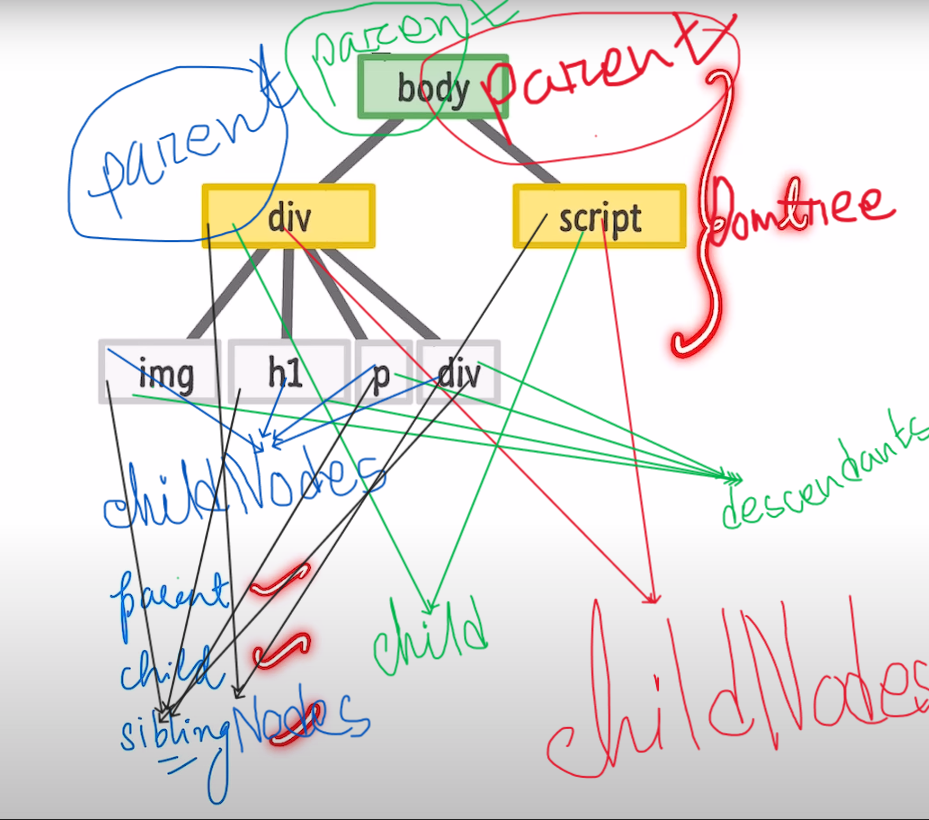 parent
parent
parent
body
div
script
Domtree
img
h1
p
div
childNodes
descendants
parent
child
child
childNodes
siblingNodes